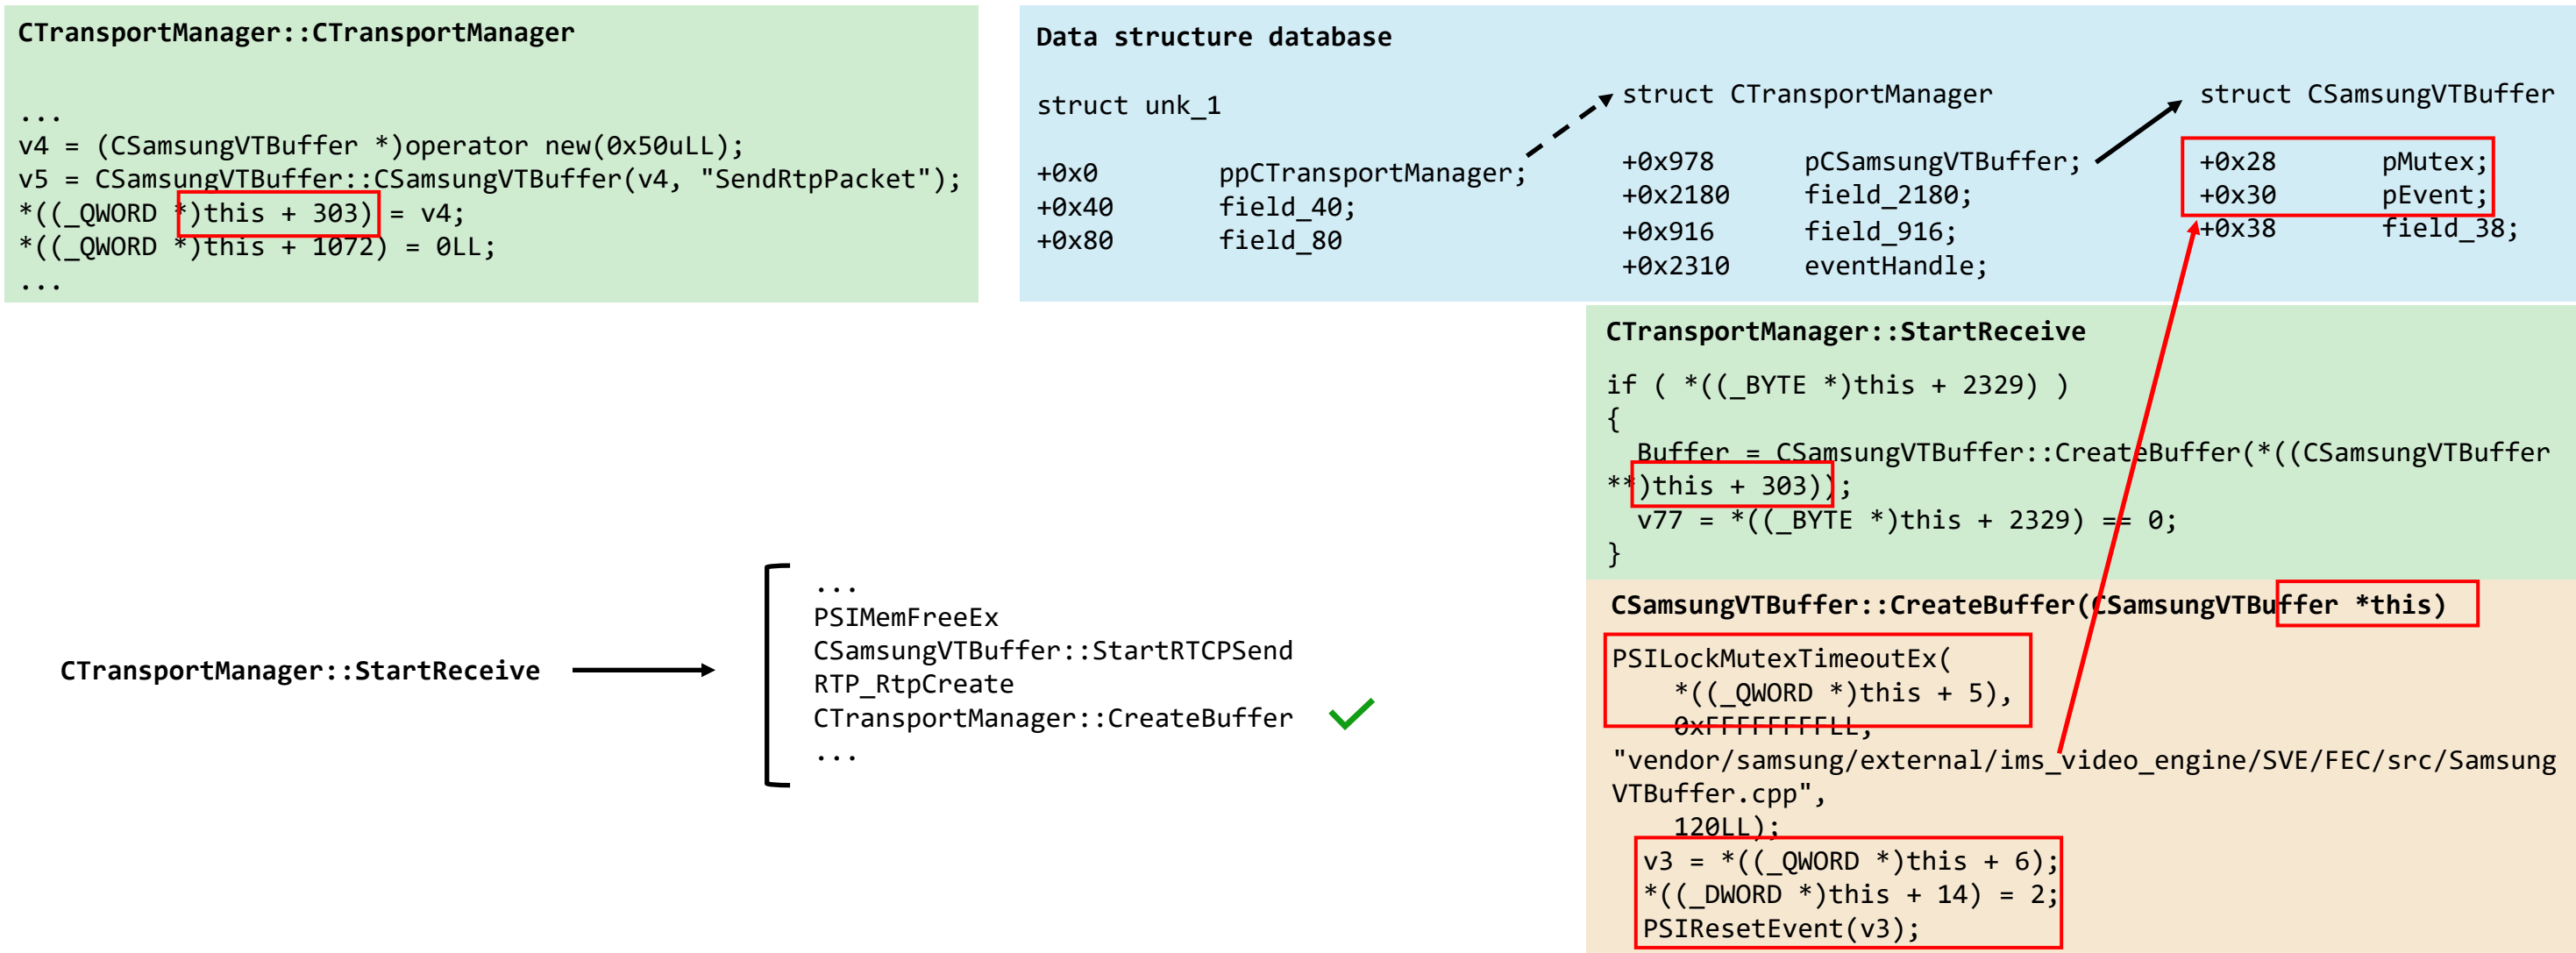 CTransportManager::CTransportManager
...
v4 = (CSamsungVTBuffer *)operator new(0x50uLL);
v5 = CSamsungVTBuffer::CSamsungVTBuffer(v4, "SendRtpPacket");
*((_QWORD *)this + 303) = v4;
*((_QWORD *)this + 1072) = 0LL;
...
Data structure database
struct unk_1
+0x0 ppCTransportManager;
+0x40 field_40;
+0x80 field_80
struct CTransportManager
+0x978 pCSamsungVTBuffer;
+0x2180 field_2180;
+0x916 field_916;
+0x2310 eventHandle;
struct CSamsungVTBuffer
+0x28 pMutex;
+0x30 pEvent;
+0x38 field_38;
CTransportManager::StartReceive
if ( *((_BYTE *)this + 2329) )
{
Buffer = CSamsungVTBuffer::CreateBuffer(*((CSamsungVTBuffer
**)this + 303));
v77 = *((_BYTE *)this + 2329) == 0;
}
CSamsungVTBuffer::CreateBuffer(CSamsungVTBuffer *this)
PSILockMutexTimeoutEx(
*((_QWORD *)this + 5),
0xFFFFFFFFLL,
"vendor/samsung/external/ims_video_engine/SVE/FEC/src/Samsung
VTBuffer.cpp",
120LL);
v3 = *((_QWORD *)this + 6);
*((_DWORD *)this + 14) = 2;
PSIResetEvent(v3);
CTransportManager::StartReceive
...
PSIMemFreeEx
CSamsungVTBuffer::StartRTCPSend
RTP_RtpCreate
CTransportManager::CreateBuffer
...